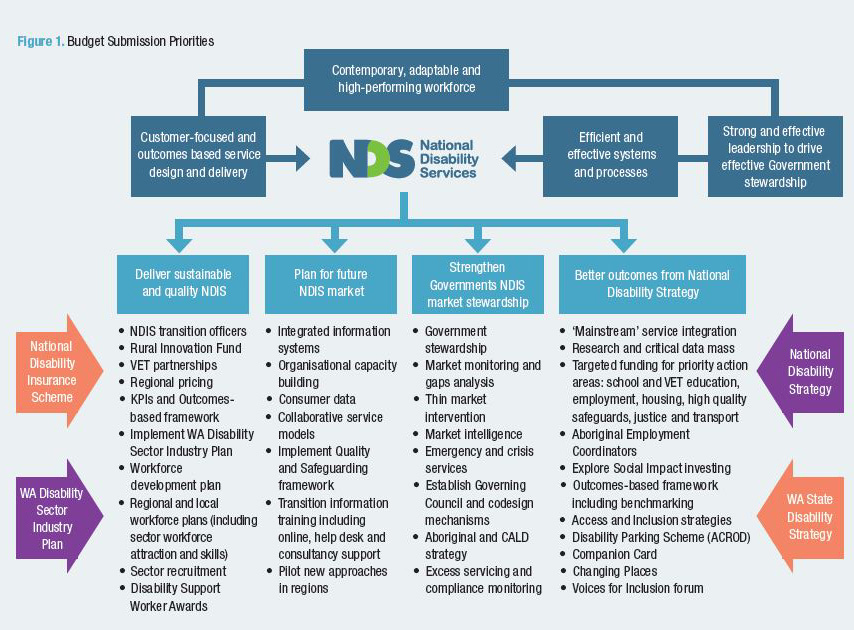 Figure 1. Budget Submission Priorities
Contemporary, adaptable and
high-performing workforce
Customer-focused and
outcomes based service
design and delivery
NDS
National
Disability
Services
Efficient and
effective systems
and processes
Strong and effective
leadership to drive
effective Government
stewardship
Deliver sustainable
and quality NDIS
Plan for future
NDIS market
Strengthen
Governments NDIS
market stewardship
Better outcomes from National
Disability Strategy
National
Disability
Insurance
Scheme
WA Disability
Sector
Industry
Plan
• NDIS transition officers
• Rural Innovation Fund
• VET partnerships
• Regional pricing
• KPIs and Outcomes-
based framework
• Implement WA Disability
Sector Industry Plan
• Workforce
development plan
• Regional and local
workforce plans (including
sector workforce
attraction and skills)
• Sector recruitment
• Disability Support
Worker Awards
• Integrated information
systems
• Organisational capacity
building
• Consumer data
• Collaborative service
models
• Implement Quality
and Safeguarding
framework
• Transition information
training including
online, help desk and
consultancy support
• Pilot new approaches
in regions
• Government
stewardship
• Market monitoring and
gaps analysis
• Thin market
intervention
• Market intelligence
• Emergency and crisis
services
• Establish Governing
Council and codesign
mechanisms
• Aboriginal and CALD
strategy
• Excess servicing and
compliance monitoring
• ‘Mainstream’ service integration
• Research and critical data mass
• Targeted funding for priority action
areas: school and VET education,
employment, housing, high quality
safeguards, justice and transport
• Aboriginal Employment
Coordinators
• Explore Social Impact investing
• Outcomes-based framework
including benchmarking
• Access and Inclusion strategies
• Disability Parking Scheme (ACROD)
• Companion Card
• Changing Places
• Voices for Inclusion forum
National
Disability
Strategy
WA State
Disability
Strategy